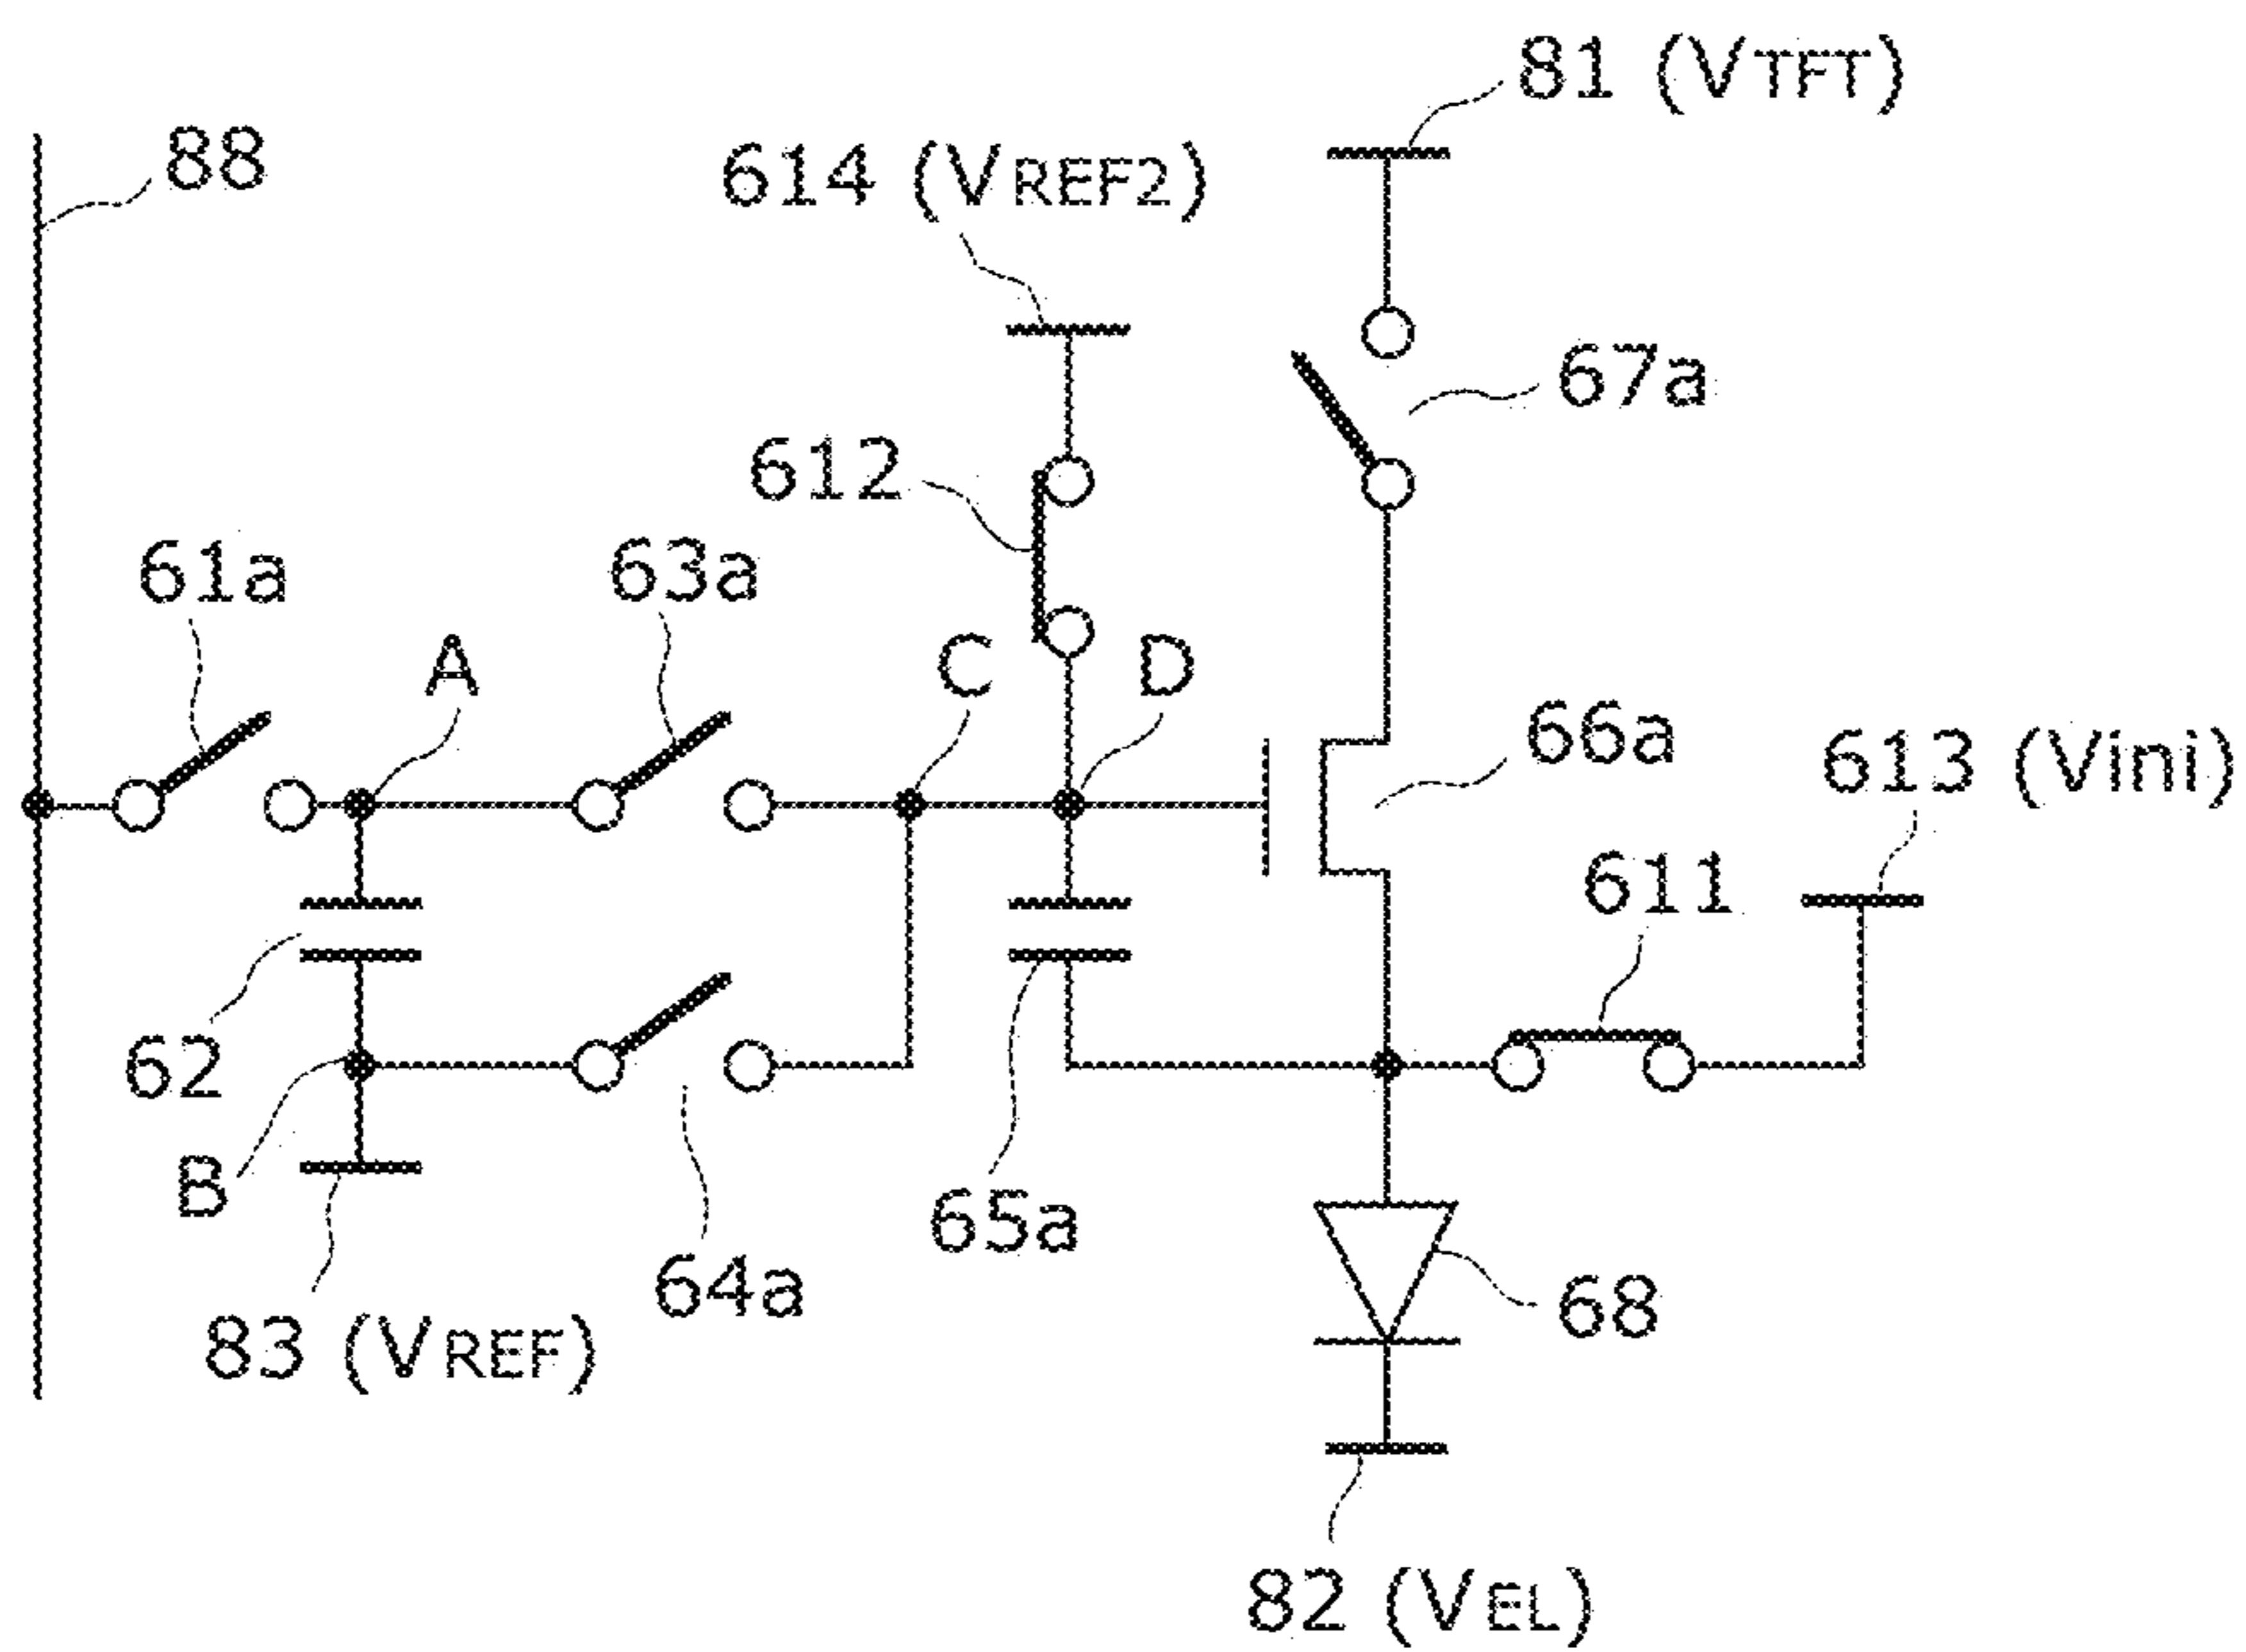 81 (VTFT)
88
614 (VREF2)
67a
612
61a
63a
A
C
D
66a
613 (Vini)
611
62
B
65a
64a
68
83 (VREF)
82 (VEL)